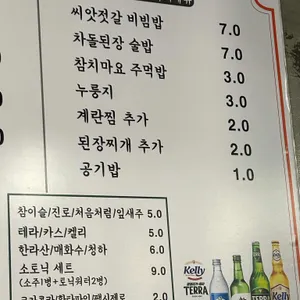 씨앗젓갈 비빔밥 7.0
차돌된장 술밥 7.0
참치마요 주먹밥 3.0
누룽지 3.0
계란찜 추가 2.0
된장찌개 추가 2.0
공기밥 1.0
참이슬/진로/처음처럼/잎새주 5.0
테라/카스/켈리 5.0
한라산/매화수/청하 6.0
소토닉 세트 9.0
(소주1병+토닉워터2병)
2.0
Kelly
TERRA
Kelly